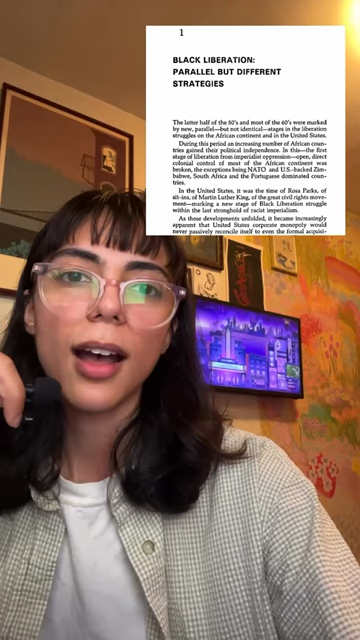 1
BLACK LIBERATION:
PARALLEL BUT DIFFERENT
STRATEGIES
The latter half of the 50's and most of the 60's were marked
by new, parallel—but not identical—stages in the liberation
struggles on the African continent and in the United States.
During this period an increasing number of African coun-
tries gained their political independence. In this—the first
stage of liberation from imperialist oppression—open, direct
colonial control of most of the African continent was
broken, the exceptions being NATO and U.S.-backed Zim-
babwe, South Africa and the Portuguese dominated coun-
tries.
In the United States, it was the time of Rosa Parks, of
sit-ins, of Martin Luther King, of the great civil rights move-
ment—marking a new stage of Black Liberation struggle
within the last stronghold of racist imperialism.
As these developments unfolded, it became increasingly
apparent that United States corporate monopoly would
never passively reconcile itself to even the formal acquisi-